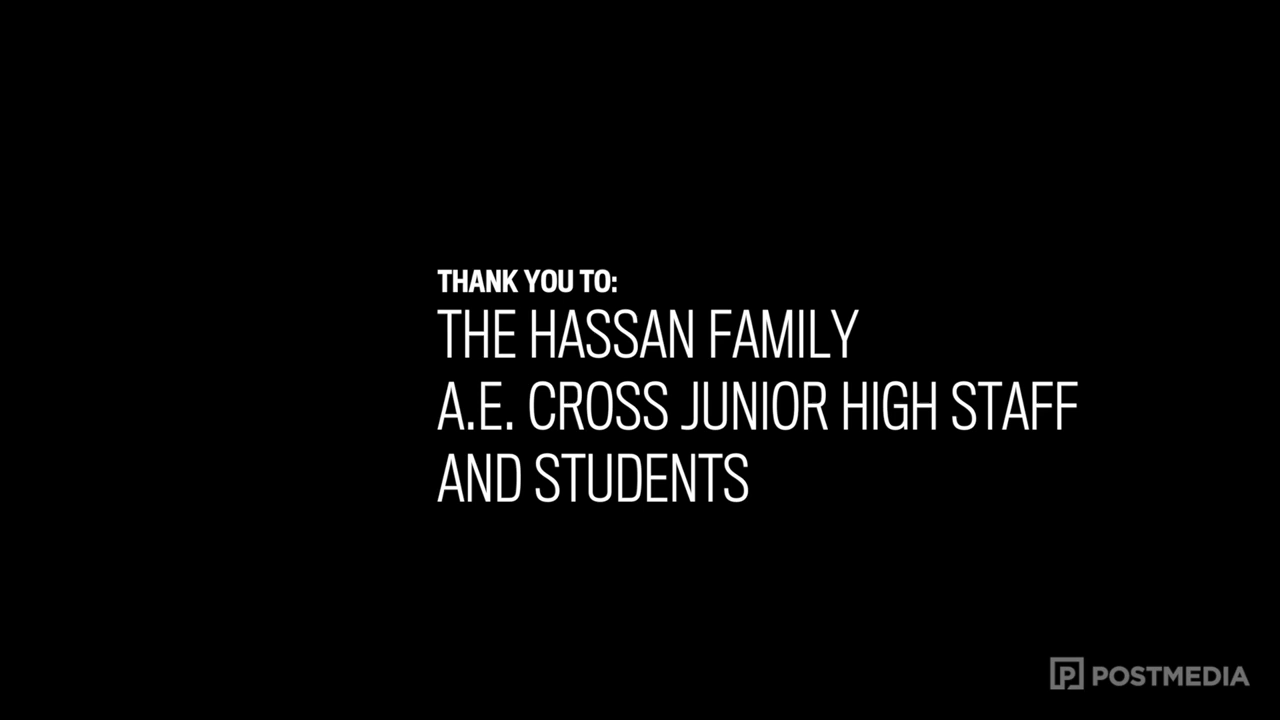 THANK YOU TO:
THE HASSAN FAMILY
A.E. CROSS JUNIOR HIGH STAFF
AND STUDENTS
P POSTMEDIA